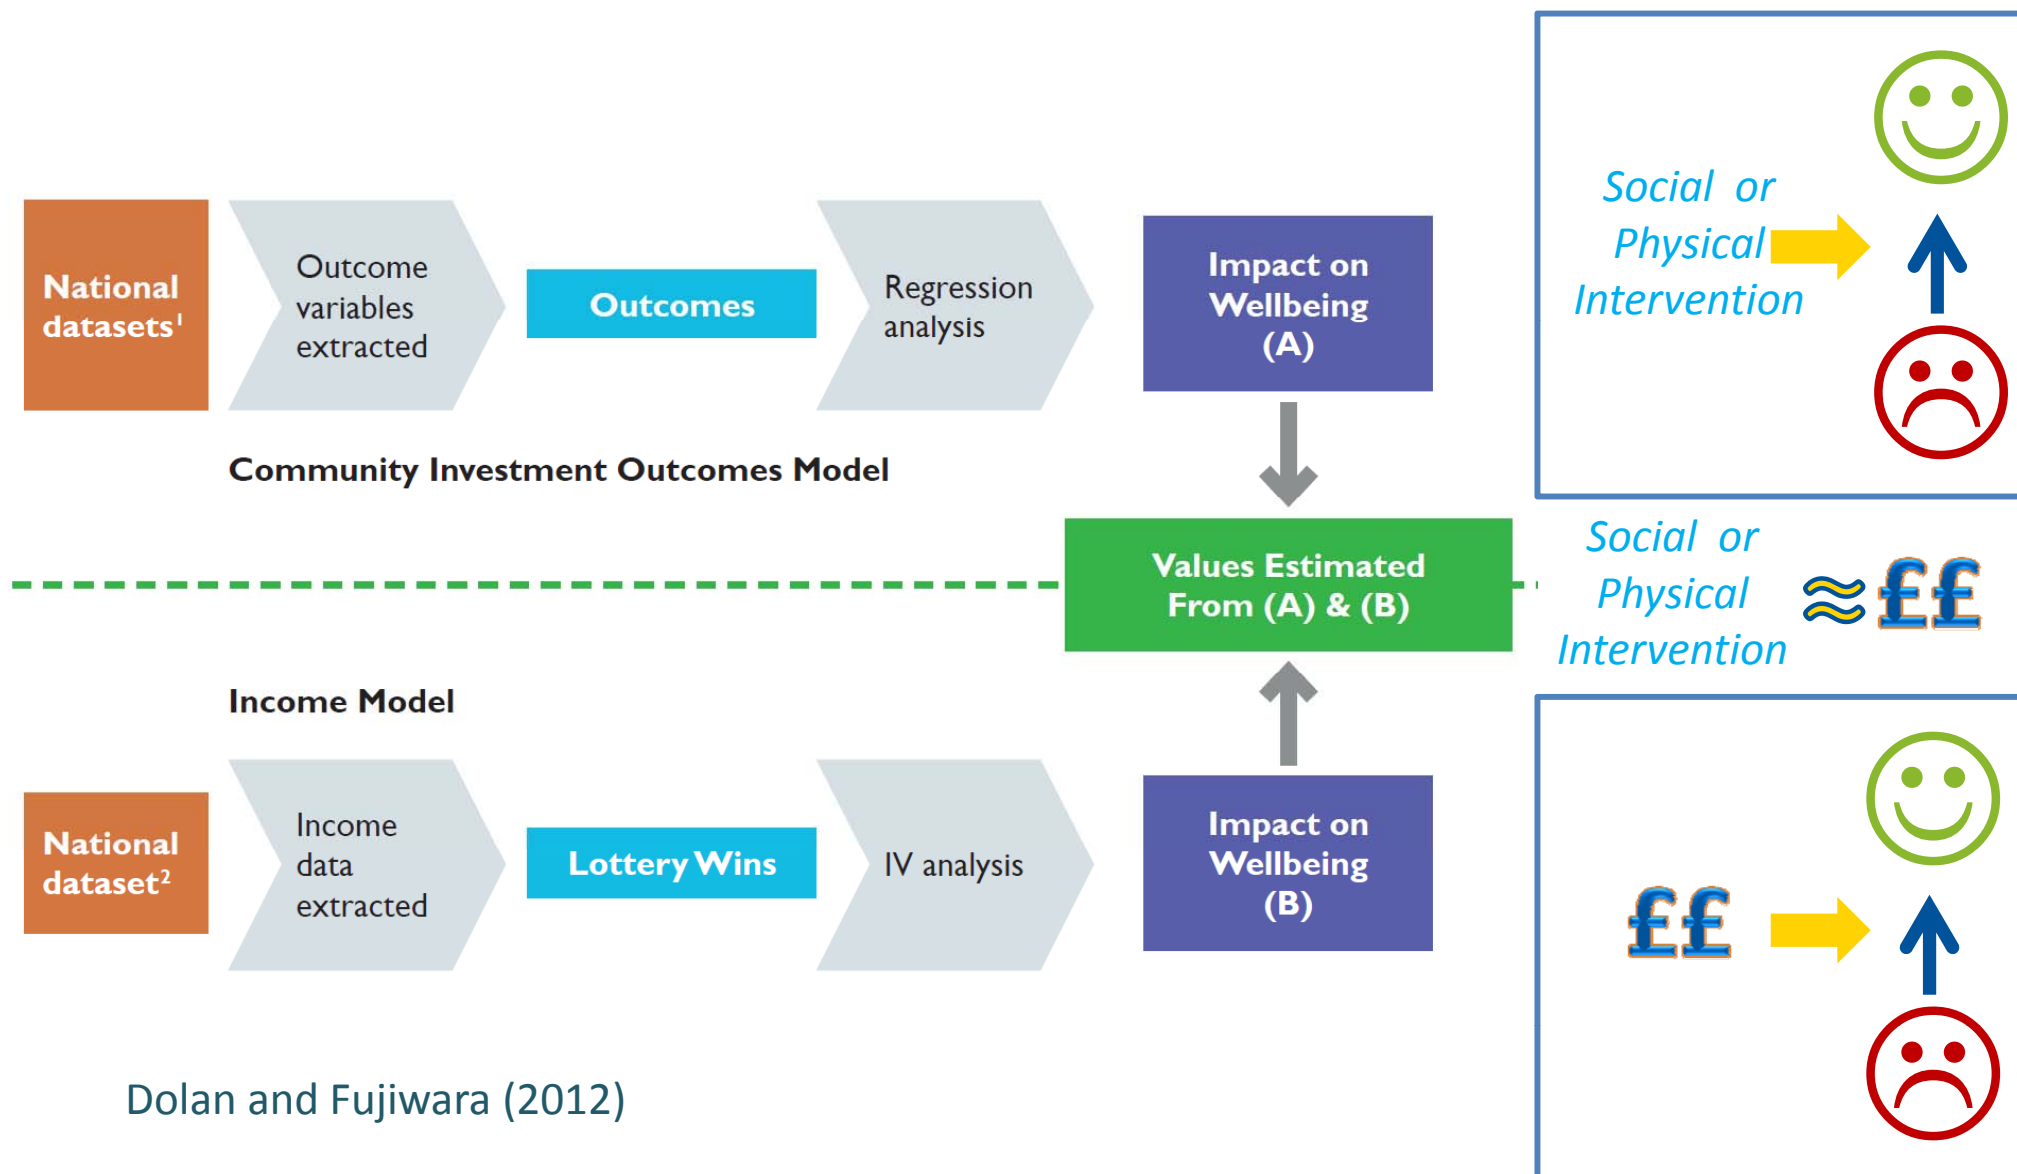 National
datasets¹
Outcome
variables
extracted
Outcomes
Regression
analysis
Impact on
Wellbeing
(A)
Social or
Physical
Intervention
Community Investment Outcomes Model
Values Estimated
From (A) & (B)
Social or
Physical
Intervention
≈ ££
Income Model
National
dataset²
Income
data
extracted
Lottery Wins
IV analysis
Impact on
Wellbeing
(B)
££
Dolan and Fujiwara (2012)